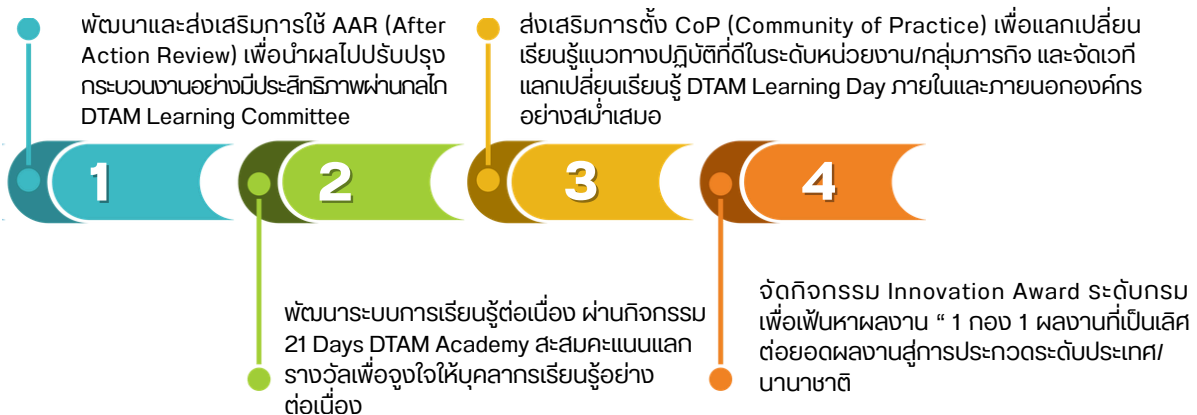 พัฒนาและส่งเสริมการใช้ AAR (After
Action Review) เพื่อนำผลไปปรับปรุง
กระบวนงานอย่างมีประสิทธิภาพผ่านกลไก
DTAM Learning Committee
ส่งเสริมการตั้ง CoP (Community of Practice) เพื่อแลกเปลี่ยน
เรียนรู้แนวทางปฏิบัติที่ดีในระดับหน่วยงาน/กลุ่มภารกิจ และจัดเวที
แลกเปลี่ยนเรียนรู้ DTAM Learning Day ภายในและภายนอกองค์กร
อย่างสม่ำเสมอ
1
2
3
4
พัฒนาระบบการเรียนรู้ต่อเนื่อง ผ่านกิจกรรม
21 Days DTAM Academy สะสมคะแนนแลก
รางวัลเพื่อจูงใจให้บุคลากรเรียนรู้อย่าง
ต่อเนื่อง
จัดกิจกรรม Innovation Award ระดับกรม
เพื่อเฟ้นหาผลงาน “ 1 กอง 1 ผลงานที่เป็นเลิศ
ต่อยอดผลงานสู่การประกวดระดับประเทศ/
นานาชาติ